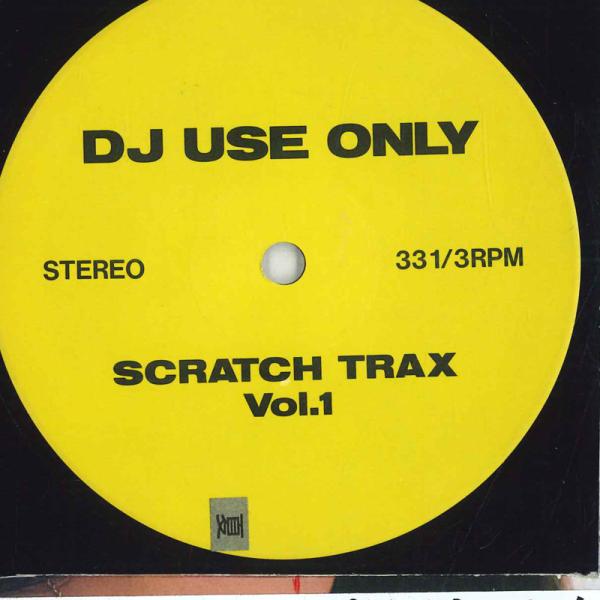 DJ USE ONLY
STEREO
331/3RPM
SCRATCH TRAX
Vol.1